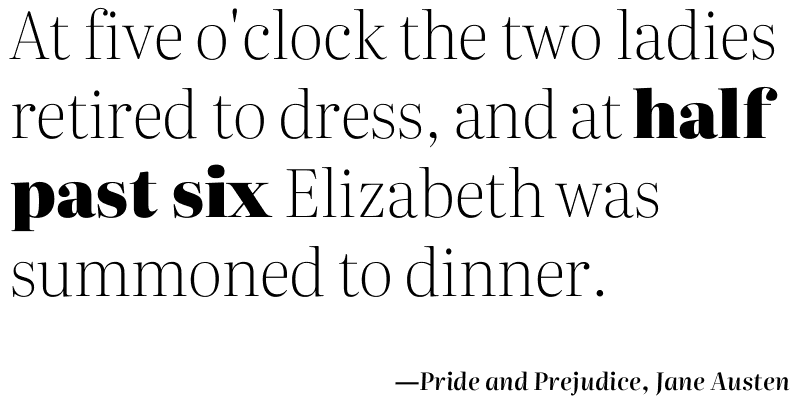 At five o'clock the two ladies
retired to dress, and at half
past six Elizabeth was
summoned to dinner.
—Pride and Prejudice, Jane Austen